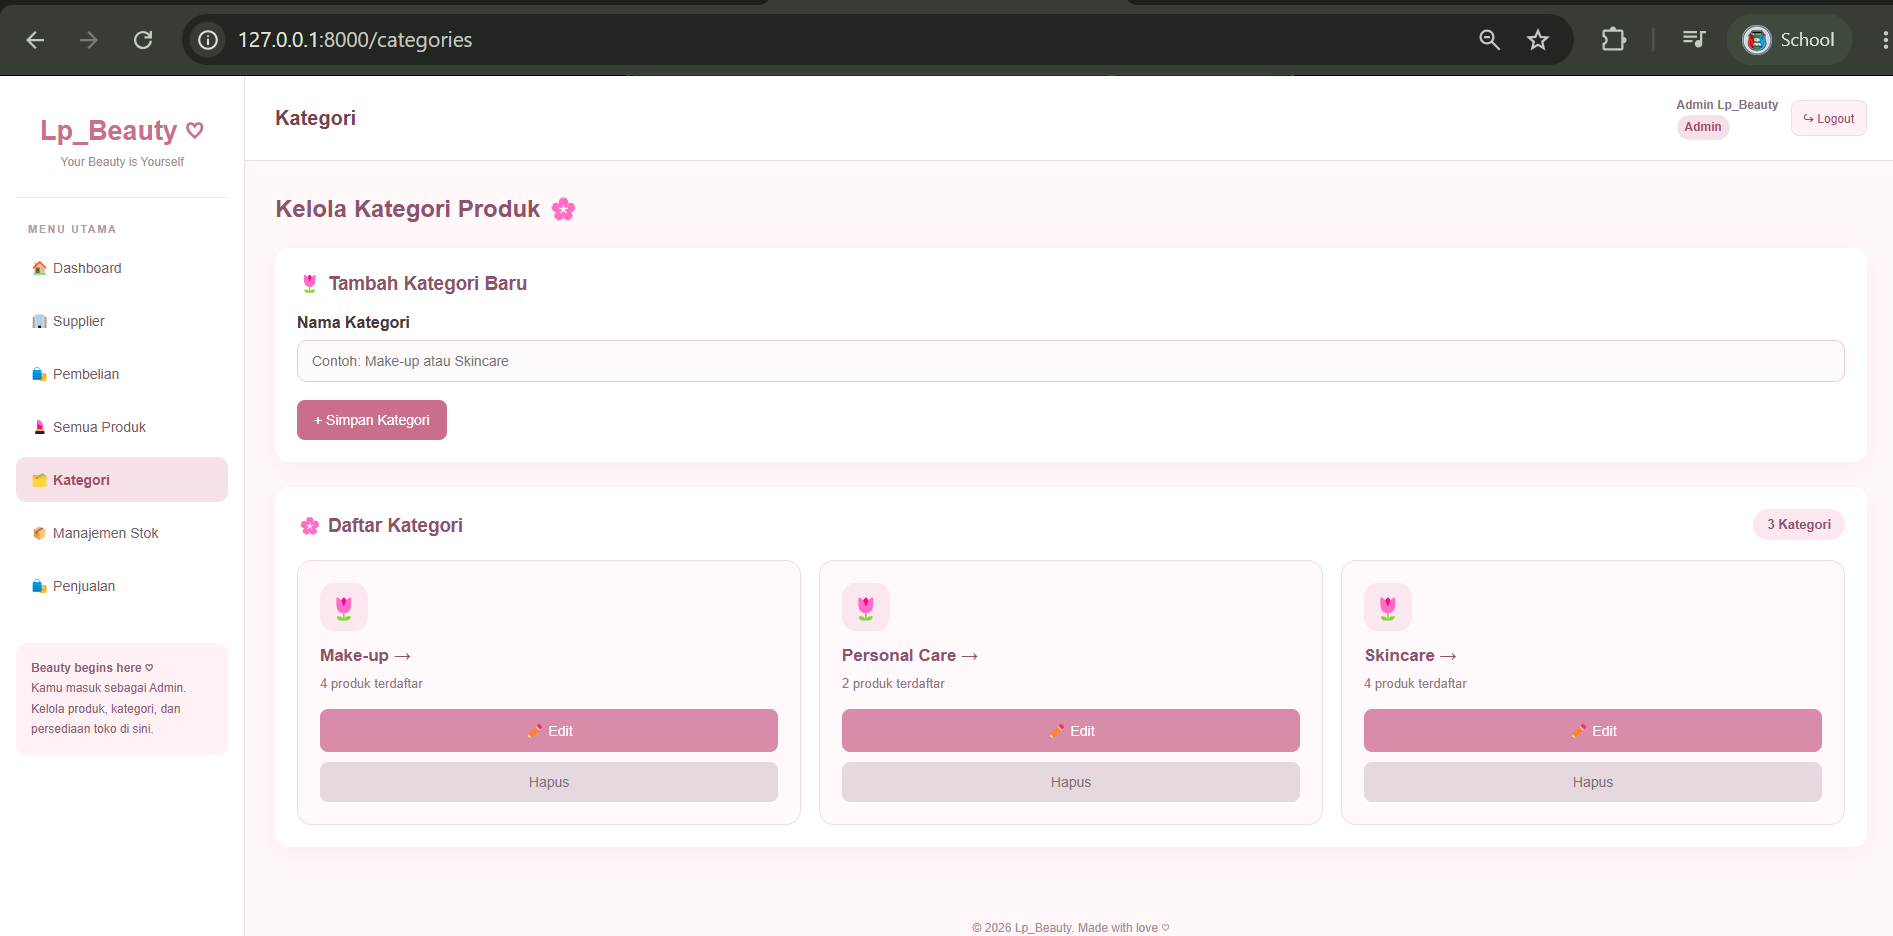 127.0.0.1:8000/categories
School
Lp_Beauty ♡
Your Beauty is Yourself
MENU UTAMA
Dashboard
Supplier
Pembelian
Semua Produk
Kategori
Manajemen Stok
Penjualan
Beauty begins here ♡
Kamu masuk sebagai Admin.
Kelola produk, kategori, dan
persediaan toko di sini.
Kategori
Admin Lp_Beauty
Admin
↪ Logout
Kelola Kategori Produk 🌸
🌷 Tambah Kategori Baru
Nama Kategori
Contoh: Make-up atau Skincare
+ Simpan Kategori
🌸 Daftar Kategori
3 Kategori
Make-up →
4 produk terdaftar
Edit
Hapus
Personal Care →
2 produk terdaftar
Edit
Hapus
Skincare →
4 produk terdaftar
Edit
Hapus
© 2026 Lp_Beauty. Made with love ♡